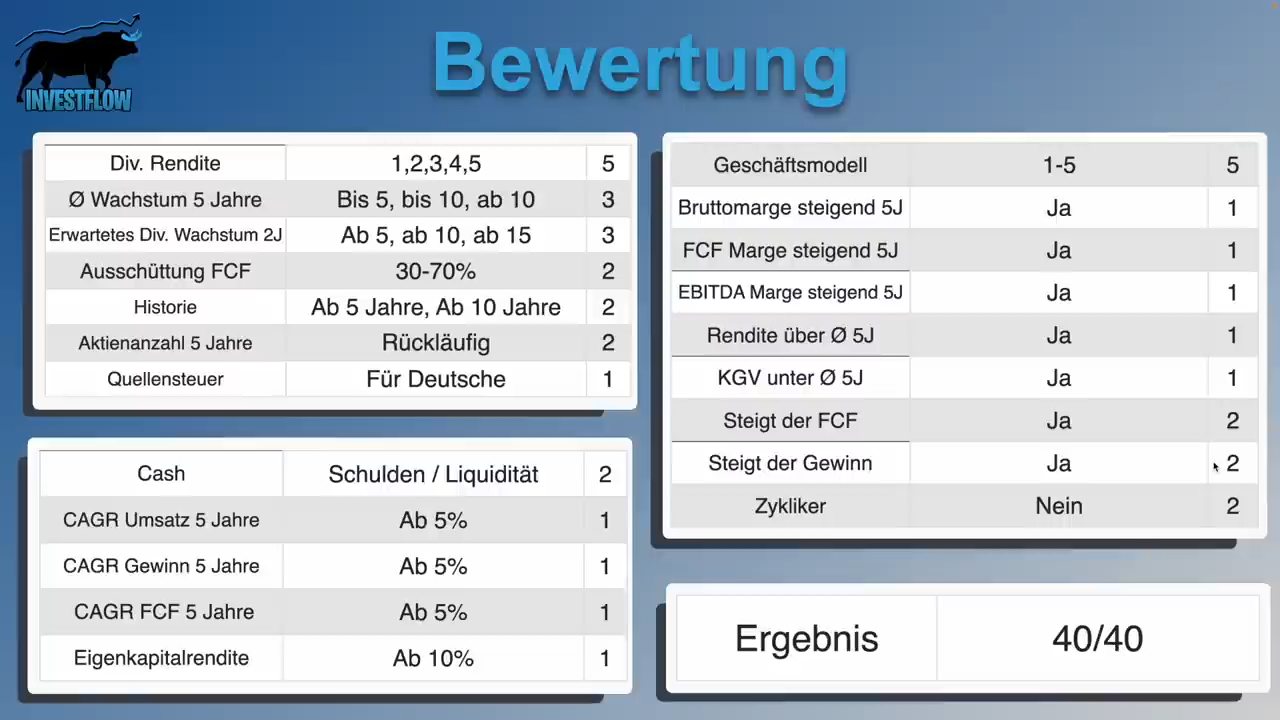 INVESTFLOW
Bewertung
Div. Rendite 1,2,3,4,5 5
Ø Wachstum 5 Jahre Bis 5, bis 10, ab 10 3
Erwartetes Div. Wachstum 2J Ab 5, ab 10, ab 15 3
Ausschüttung FCF 30-70% 2
Historie Ab 5 Jahre, Ab 10 Jahre 2
Aktienanzahl 5 Jahre Rückläufig 2
Quellensteuer Für Deutsche 1
Cash Schulden / Liquidität 2
CAGR Umsatz 5 Jahre Ab 5% 1
CAGR Gewinn 5 Jahre Ab 5% 1
CAGR FCF 5 Jahre Ab 5% 1
Eigenkapitalrendite Ab 10% 1
Geschäftsmodell 1-5 5
Bruttomarge steigend 5J Ja 1
FCF Marge steigend 5J Ja 1
EBITDA Marge steigend 5J Ja 1
Rendite über Ø 5J Ja 1
KGV unter Ø 5J Ja 1
Steigt der FCF Ja 2
Steigt der Gewinn Ja 2
Zykliker Nein 2
Ergebnis 40/40